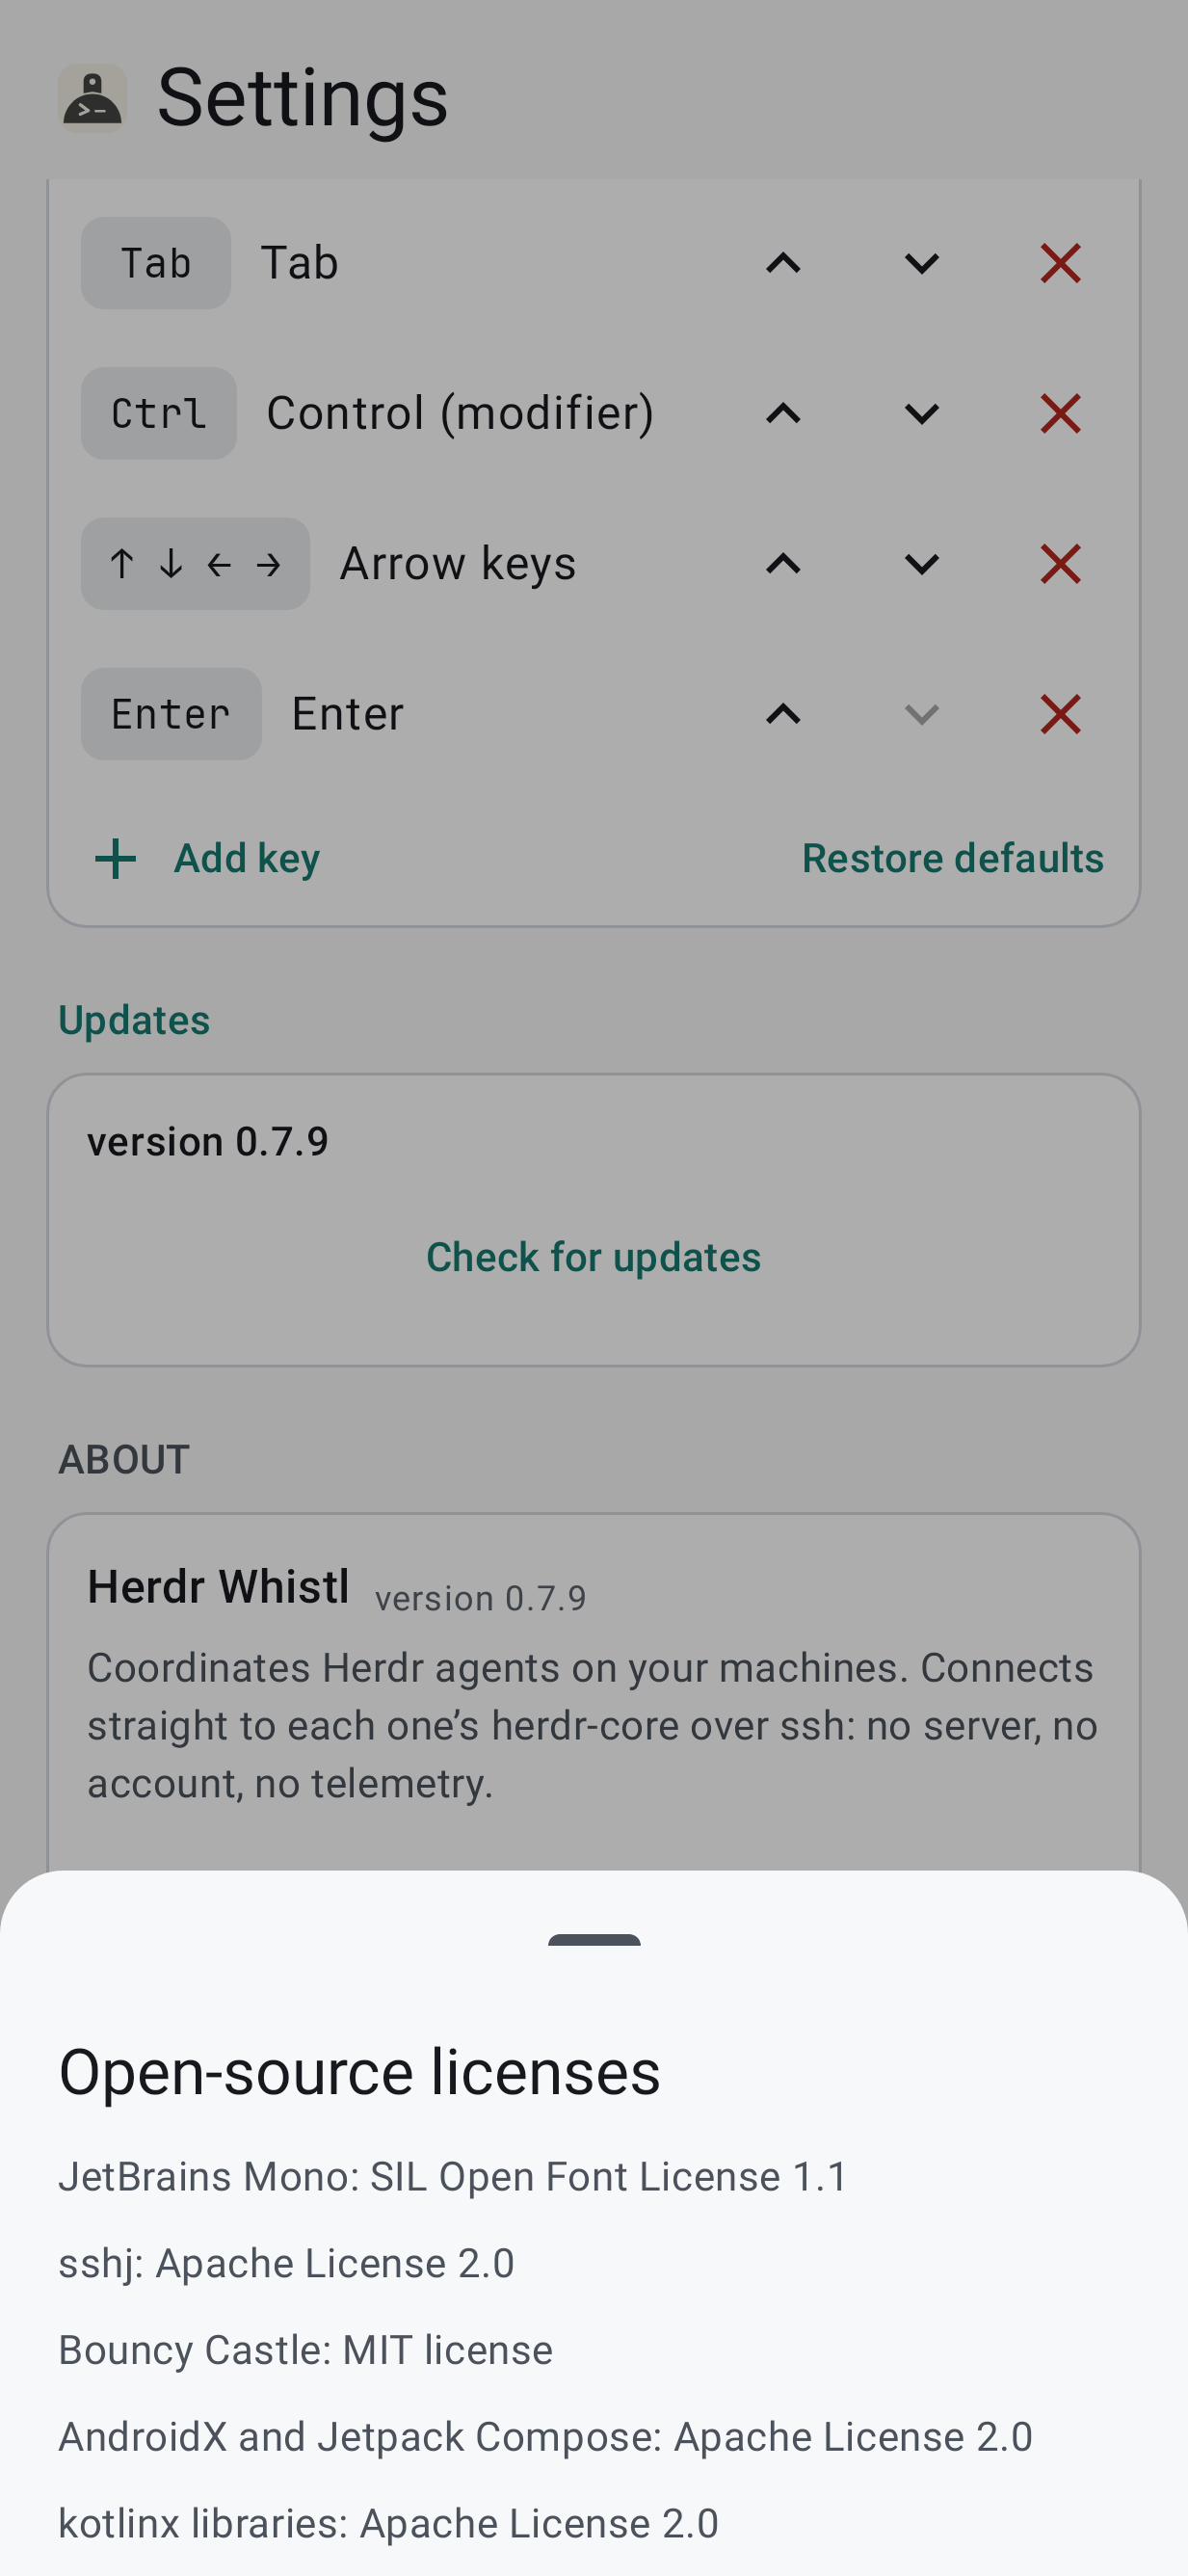 >-
Settings
Tab Tab
Ctrl Control (modifier)
↑ ↓ ← → Arrow keys
Enter Enter
+ Add key Restore defaults
Updates
version 0.7.9
Check for updates
ABOUT
Herdr Whistl version 0.7.9
Coordinates Herdr agents on your machines. Connects
straight to each one’s herdr-core over ssh: no server, no
account, no telemetry.
Open-source licenses
JetBrains Mono: SIL Open Font License 1.1
sshj: Apache License 2.0
Bouncy Castle: MIT license
AndroidX and Jetpack Compose: Apache License 2.0
kotlinx libraries: Apache License 2.0